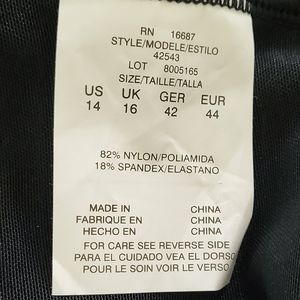 RN 16687
STYLE/MODELE/ESTILO
42543
LOT 8005165
SIZE/TAILLE/TALLA
US UK GER EUR
14 16 42 44
82% NYLON/POLIAMIDA
18% SPANDEX/ELASTANO
MADE IN CHINA
FABRIQUE EN CHINA
HECHO EN CHINA
FOR CARE SEE REVERSE SIDE
PARA EL CUIDADO VEA EL DORSO
POUR LE SOIN VOIR LE VERSO